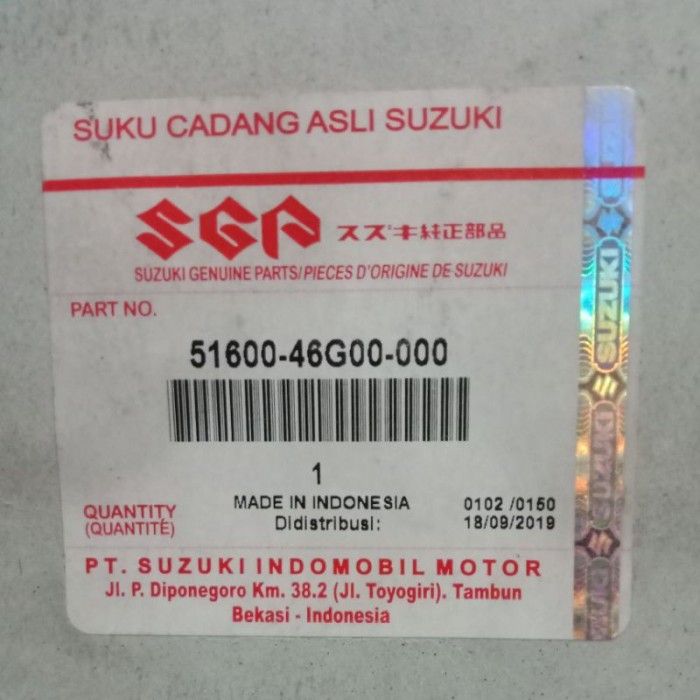 SUKU CADANG ASLI SUZUKI
SGP スズキ純正部品
SUZUKI GENUINE PARTS/PIECES D'ORIGINE DE SUZUKI
PART NO.
51600-46G00-000
1
QUANTITY
(QUANTITÉ)
MADE IN INDONESIA
Didistribusi:
0102 /0150
18/09/2019
PT. SUZUKI INDOMOBIL MOTOR
Jl. P. Diponegoro Km. 38.2 (Jl. Toyogiri). Tambun
Bekasi - Indonesia
SUZUKI
SUZUKI
SUZUKI